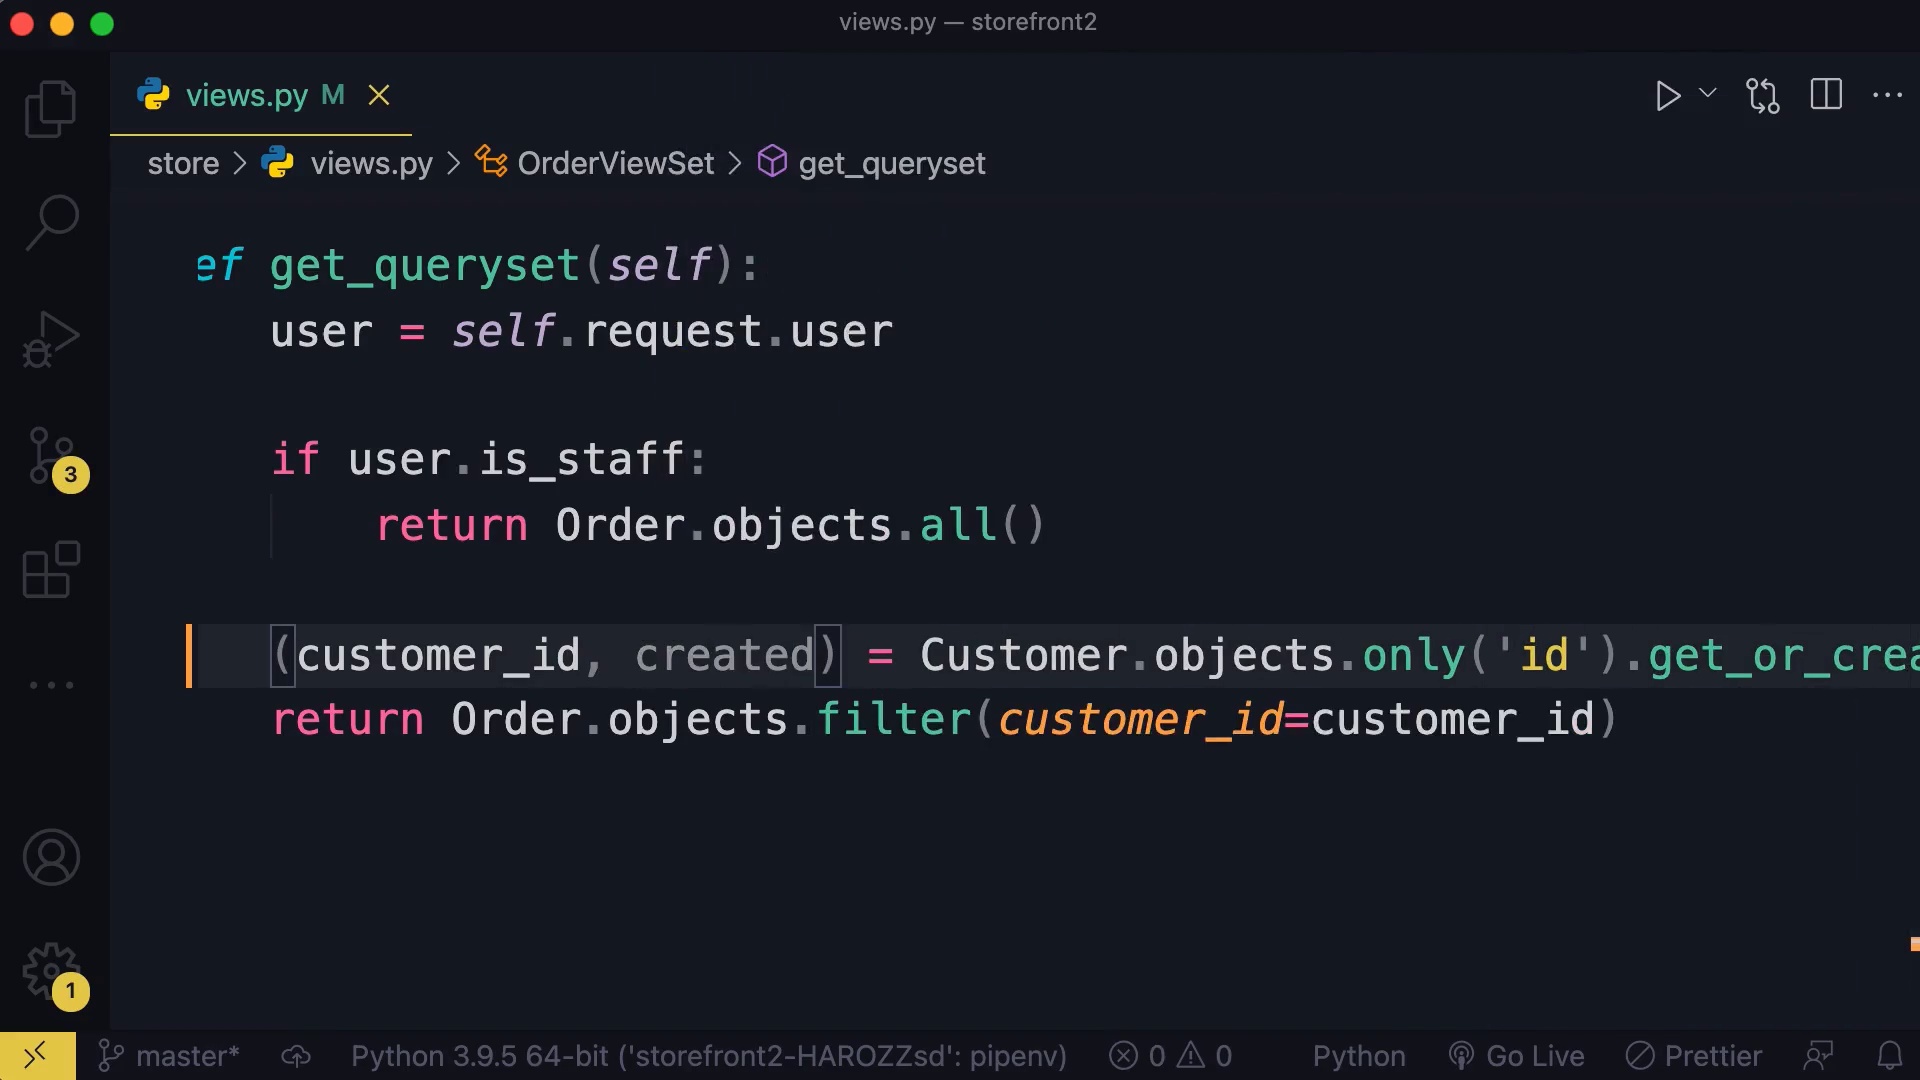 views.py — storefront2
views.py M
store > views.py > OrderViewSet > get_queryset
ef get_queryset(self):
user = self.request.user
if user.is_staff:
return Order.objects.all()
(customer_id, created) = Customer.objects.only('id').get_or_crea
return Order.objects.filter(customer_id=customer_id)
3
1
master* Python 3.9.5 64-bit ('storefront2-HAROZZsd': pipenv) 0 0 Python Go Live Prettier